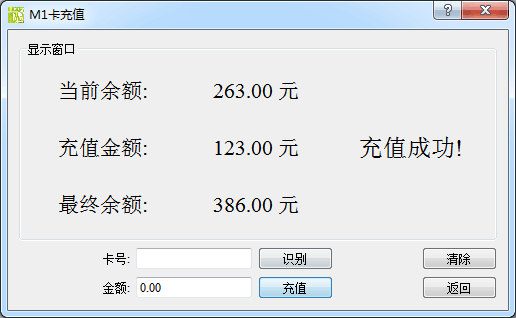 M1卡充值
显示窗口
当前余额: 263.00 元
充值金额: 123.00 元 充值成功!
最终余额: 386.00 元
卡号: 识别 清除
金额: 0.00 充值 返回